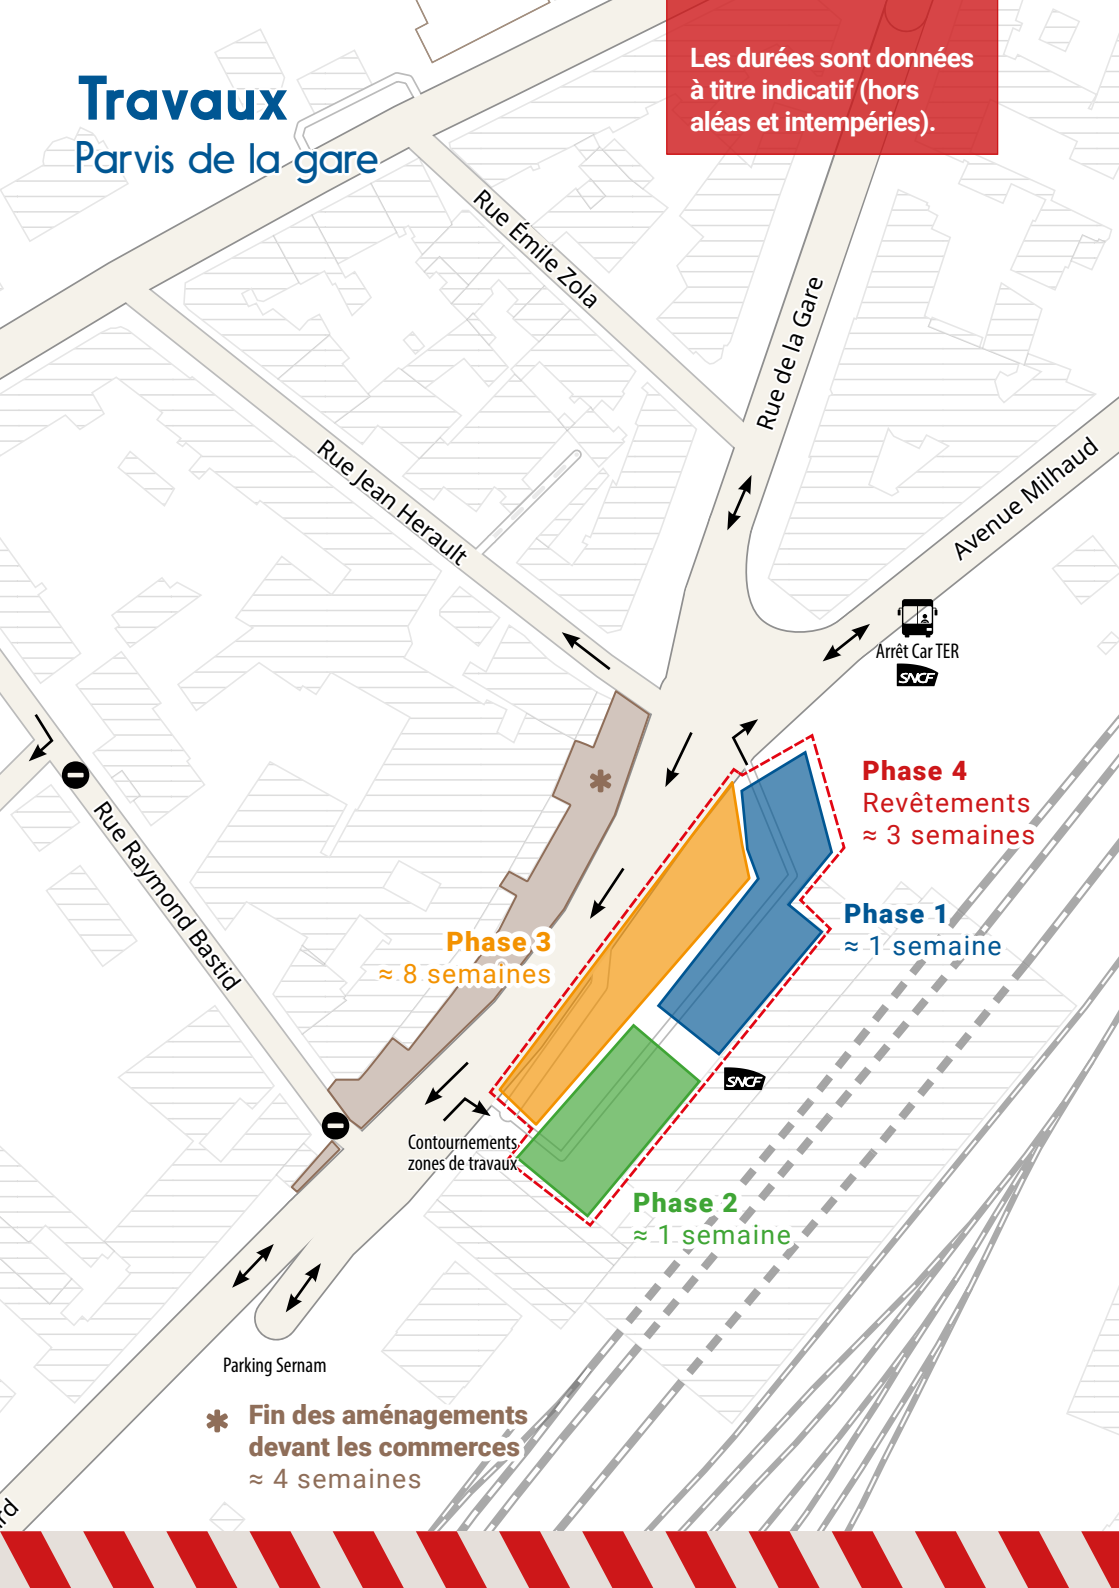 Les durées sont données
à titre indicatif (hors
aléas et intempéries).
Travaux
Parvis de la gare
Rue Émile Zola
Rue de la Gare
Rue Jean Herault
Avenue Milhaud
Arrêt Car TER
SNCF
Phase 4
Revêtements
≈ 3 semaines
Rue Raymond Bastid
Phase 1
≈ 1 semaine
Phase 3
≈ 8 semaines
SNCF
Contournements
zones de travaux
Phase 2
≈ 1 semaine
Parking Sernam
* Fin des aménagements
devant les commerces
≈ 4 semaines